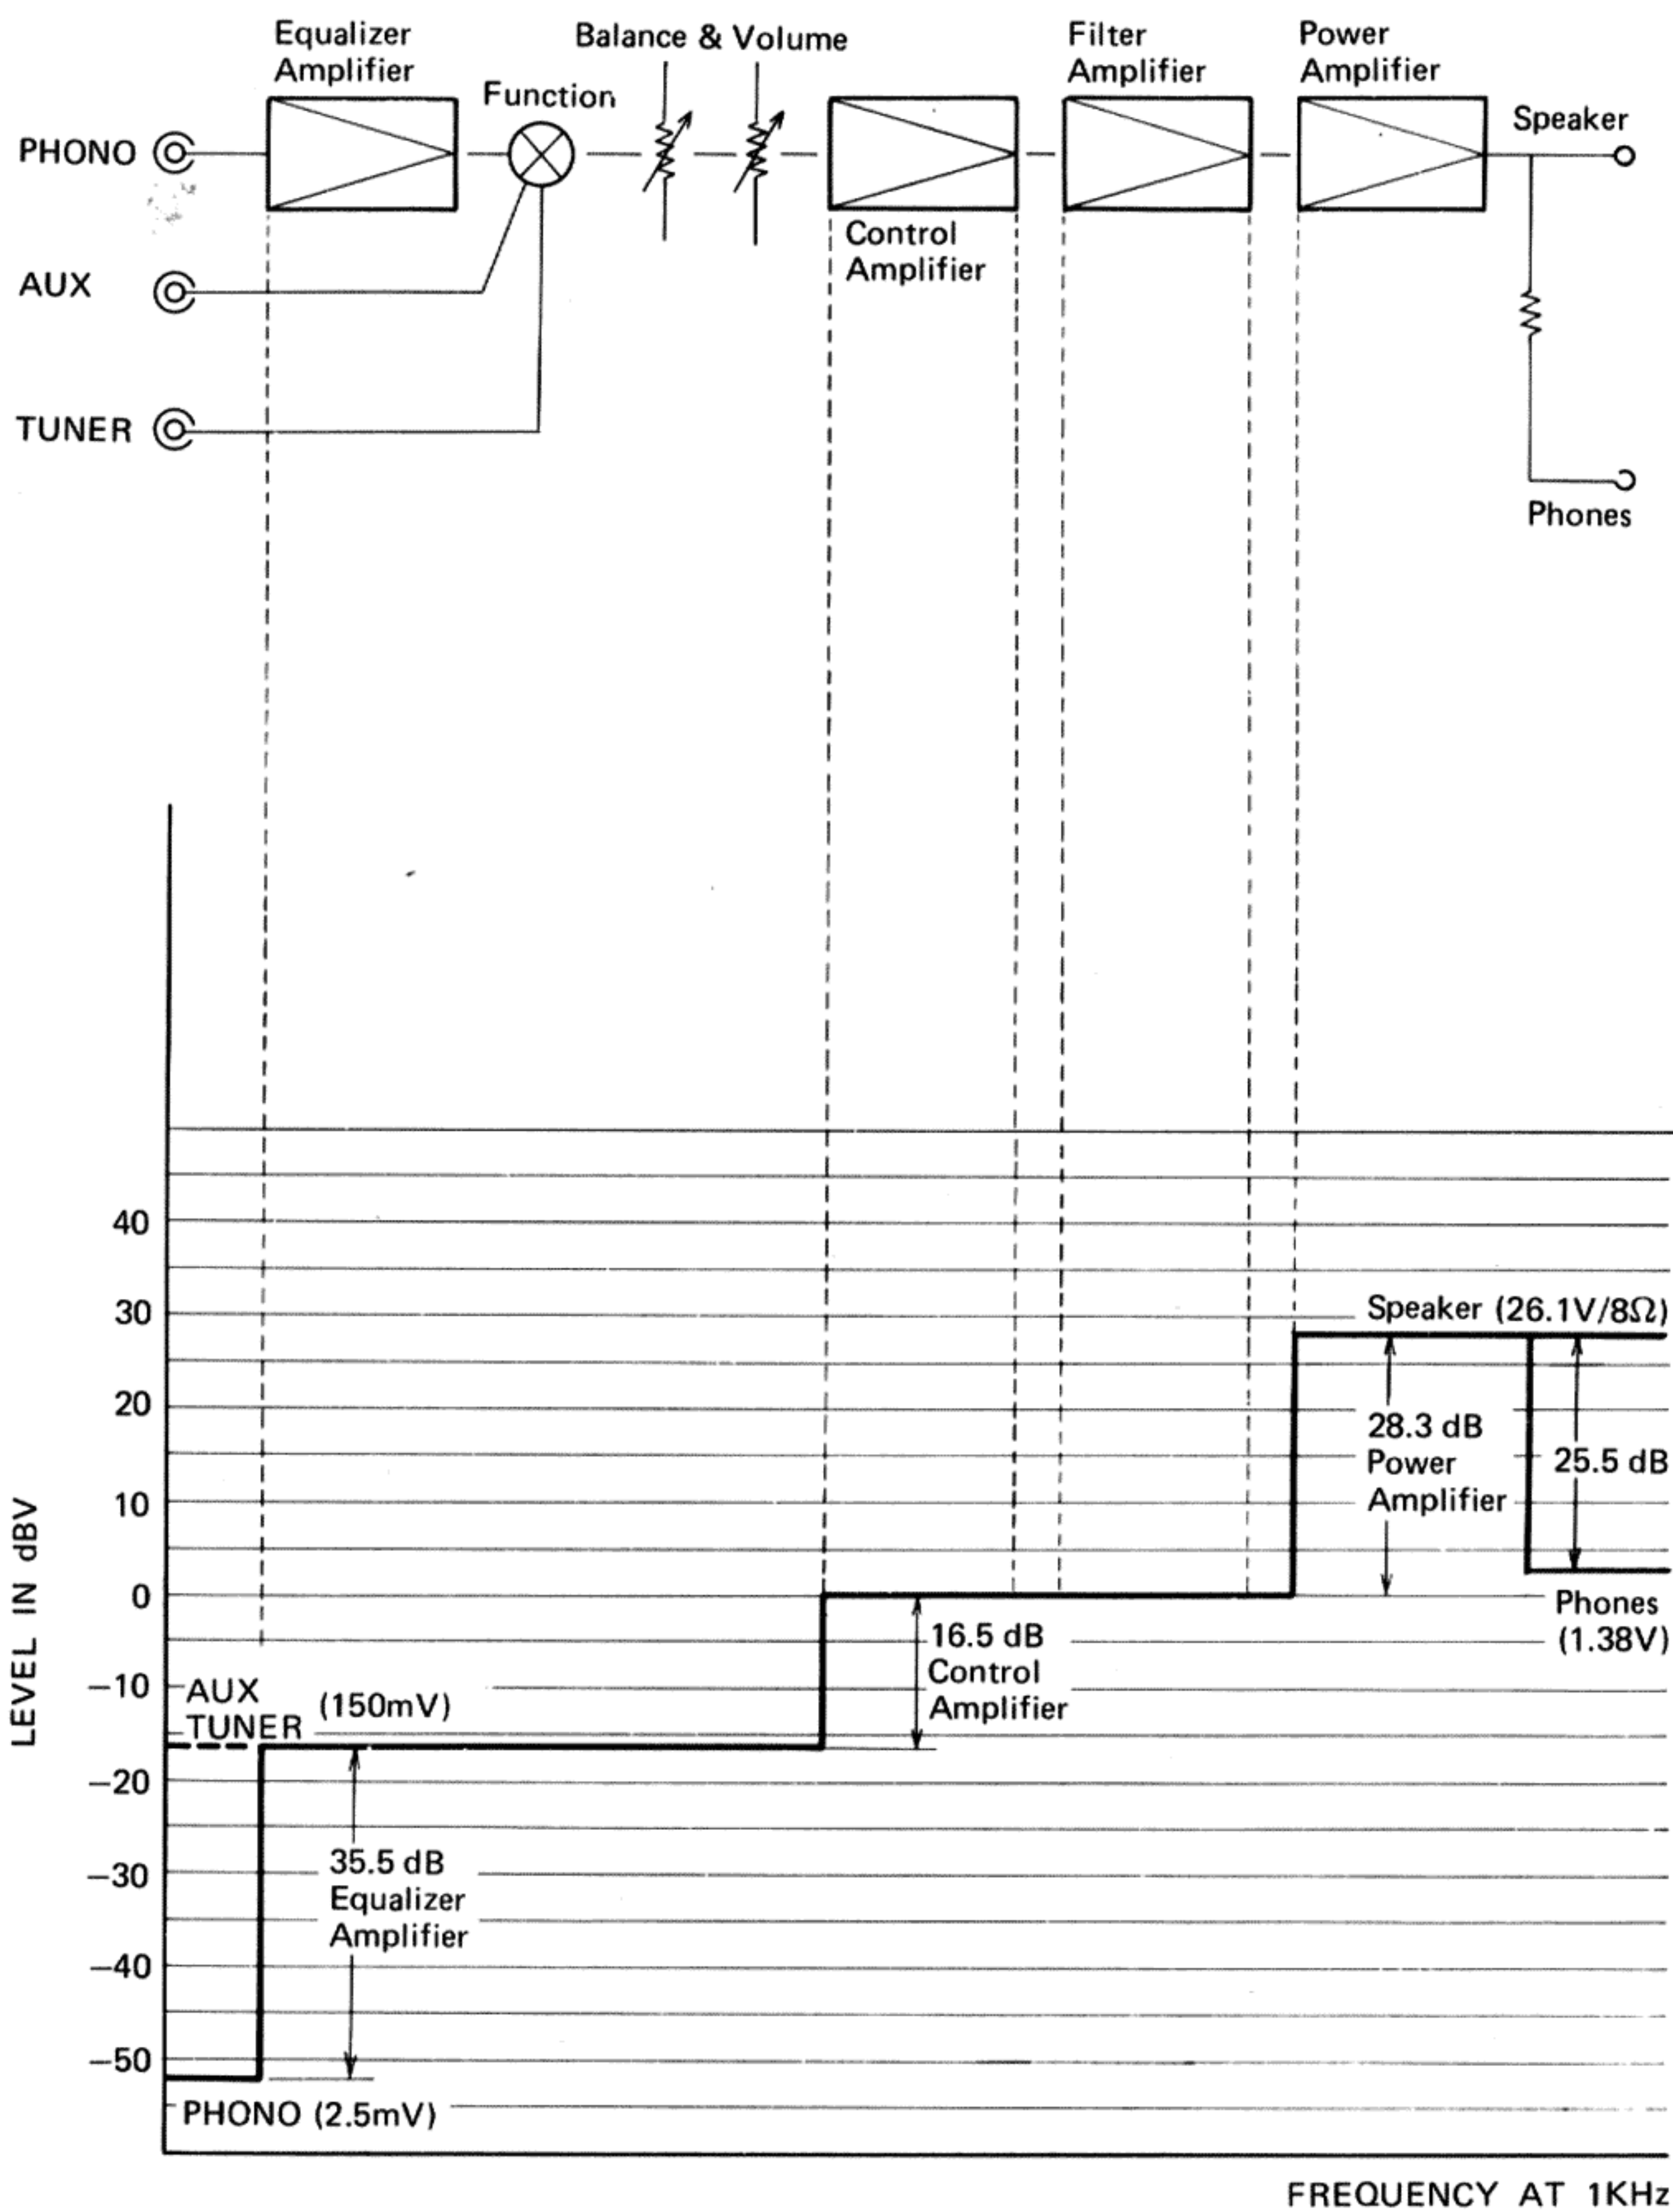 Equalizer
Amplifier
Balance & Volume
Filter
Amplifier
Power
Amplifier
Function
Speaker
PHONO
Control
Amplifier
AUX
TUNER
Phones
40
30
Speaker (26.1V/8Ω)
20
28.3 dB
Power
Amplifier
25.5 dB
10
LEVEL IN dBV
0
Phones
(1.38V)
16.5 dB
Control
Amplifier
−10
AUX
TUNER
(150mV)
−20
35.5 dB
Equalizer
Amplifier
−30
−40
−50
PHONO (2.5mV)
FREQUENCY AT 1KHz